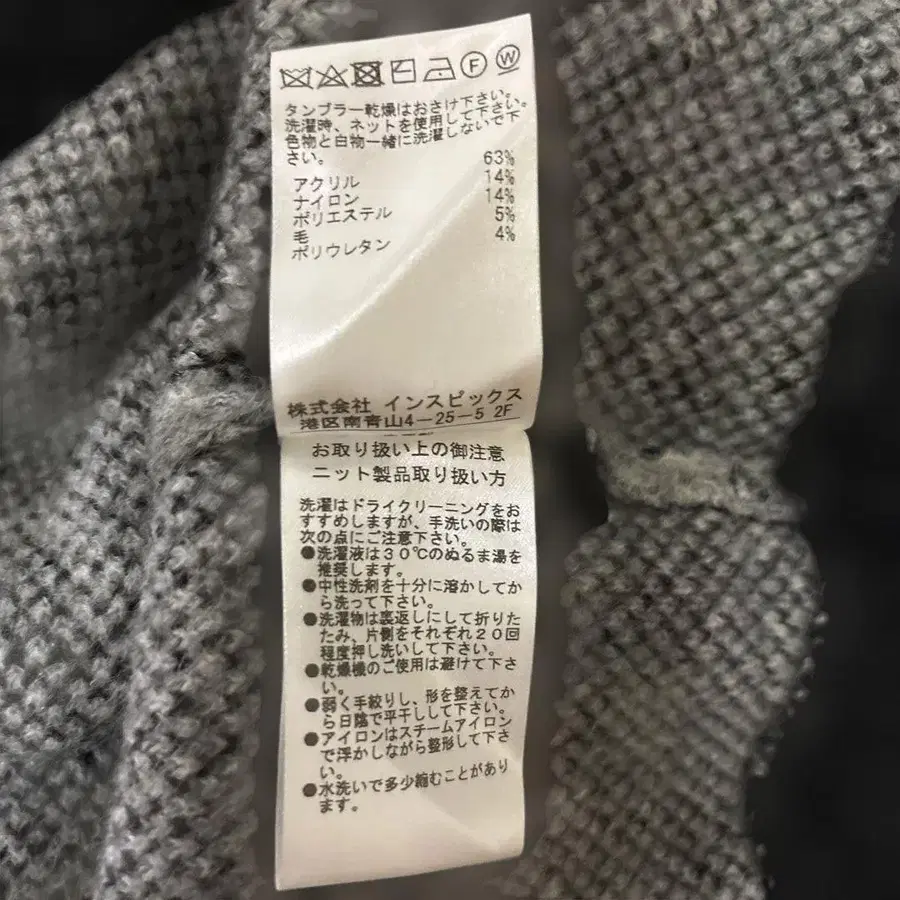 F W
タンブラー乾燥はおさけ下さい。
洗濯時、ネットを使用して下さい。
色物と白物一緒に洗濯しないで下
さい。
アクリル 63%
ナイロン 14%
ポリエステル 14%
毛 5%
ポリウレタン 4%
株式会社 インスピックス
港区南青山4-25-5 2F
お取り扱い上の御注意
ニット製品取り扱い方
洗濯はドライクリーニングをお
すすめしますが、手洗いの際は
次の点にご注意下さい。
●洗濯液は30℃のぬるま湯を
推奨します。
●中性洗剤を十分に溶かしてか
ら洗って下さい。
●洗濯物は裏返しにして折りた
たみ、片側をそれぞれ20回
程度押し洗いして下さい。
●乾燥機のご使用は避けて下さ
い。
●弱く手絞りし、形を整えてか
ら日陰で平干しして下さい。
●アイロンはスチームアイロン
で浮かしながら整形して下さ
い。
●水洗いで多少縮むことがあり
ます。